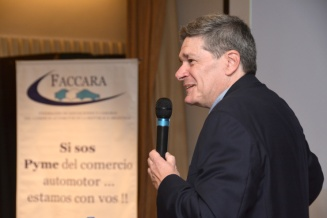 FACCARA
Si sos
Pyme del comercio
automotor ...
estamos con vos.!!